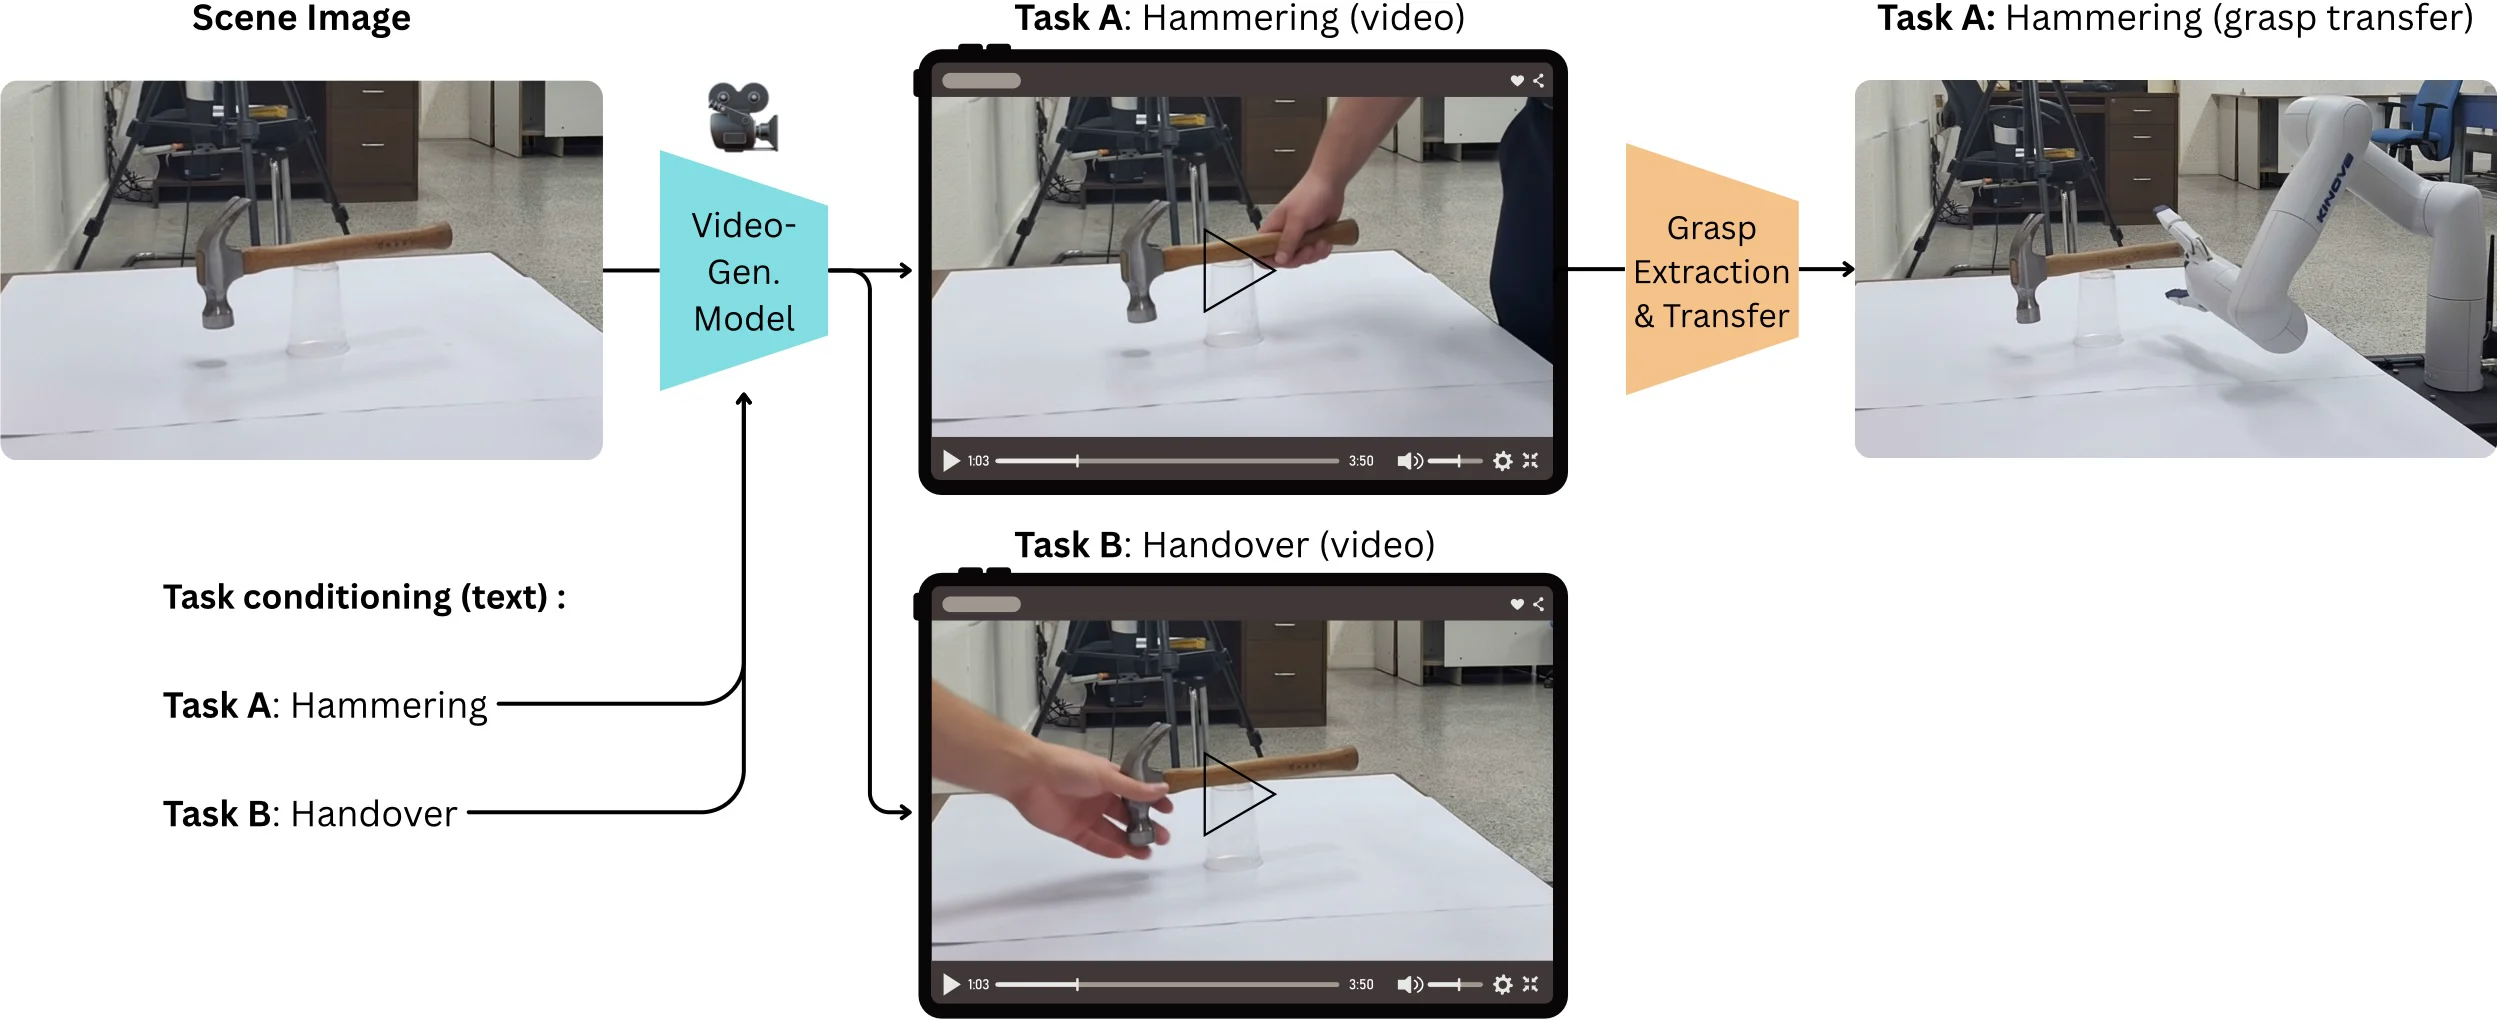 Scene Image
Task A: Hammering (video)
Task A: Hammering (grasp transfer)
Video-
Gen.
Model
Grasp
Extraction
& Transfer
KINOVA
1:03
3:50
Task B: Handover (video)
Task conditioning (text) :
Task A: Hammering
Task B: Handover
1:03
3:50